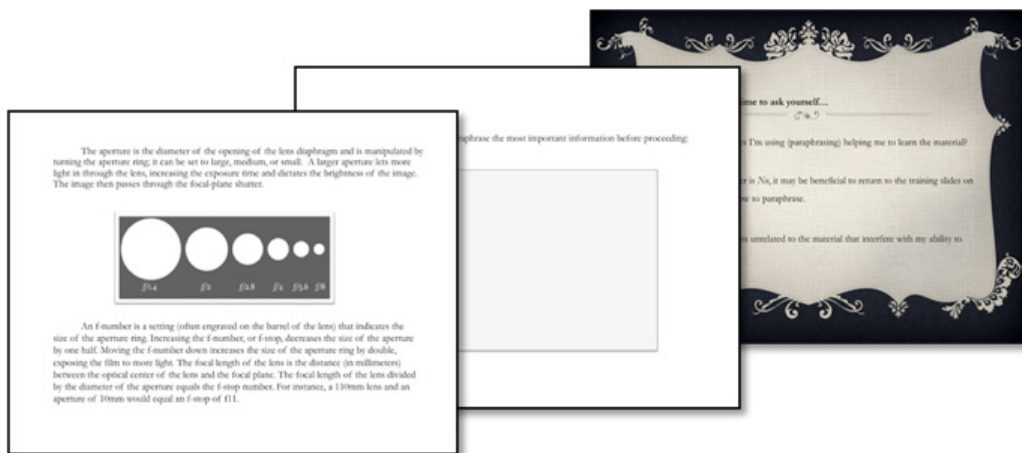 The aperture is the diameter of the opening of the lens diaphragm and is manipulated by
turning the aperture ring; it can be set to large, medium, or small. A larger aperture lets more
light in through the lens, increasing the exposure time and dictates the brightness of the image.
The image then passes through the focal-plane shutter.
f/1.4 f/2 f/2.8 f/4 f/5.6 f/8
An f-number is a setting (often engraved on the barrel of the lens) that indicates the
size of the aperture ring. Increasing the f-number, or f-stop, decreases the size of the aperture
by one half. Moving the f-number down increases the size of the aperture ring by double,
exposing the film to more light. The focal length of the lens is the distance (in millimeters)
between the optical center of the lens and the focal plane. The focal length of the lens divided
by the diameter of the aperture equals the f-stop number. For instance, a 110mm lens and an
aperture of 10mm would equal an f-stop of f11.
the most important information before proceeding:
to ask yourself...
I'm using (paraphrasing) helping me to learn the material?
is No, it may be beneficial to return to the training slides on
to paraphrase.
unrelated to the material that interfere with my ability to